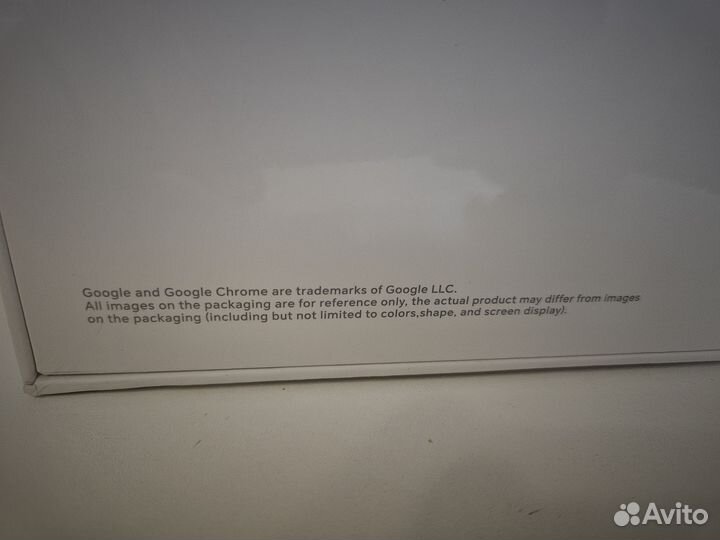 Google and Google Chrome are trademarks of Google LLC.
All images on the packaging are for reference only, the actual product may differ from images
on the packaging (including but not limited to colors,shape, and screen display).
Avito